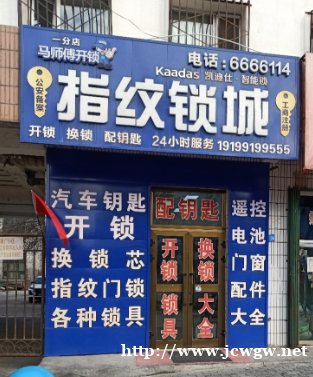 一分店
马师傅开锁
电话：6666114
Kaadas 凯迪仕 智能锁
公安备案
指纹锁城
工商注册
开锁 换锁 配钥匙 24小时服务 19199199555
汽车钥匙
开锁
换锁芯
指纹门锁
各种锁具
配钥匙
开锁 换锁
锁具 大全
遥控
电池
门窗
配件
大全
http://www.jcwgw.net